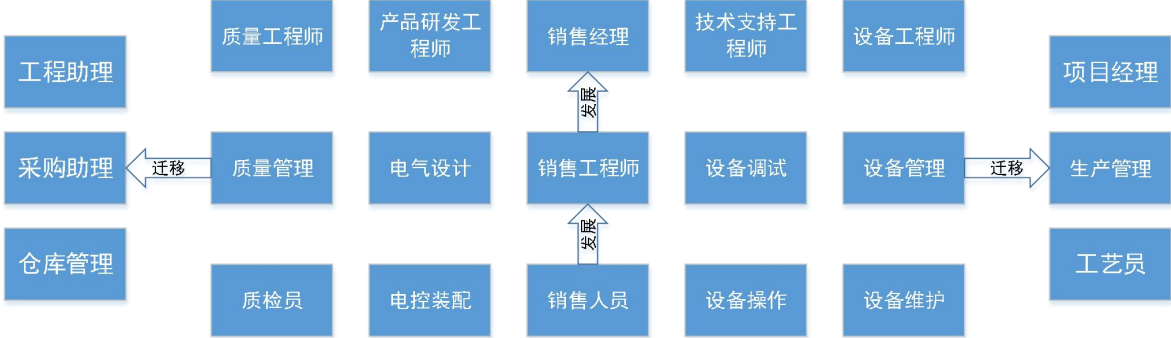 质量工程师
产品研发工
程师
销售经理
技术支持工
程师
设备工程师
工程助理
项目经理
发展
采购助理
迁移
质量管理
电气设计
销售工程师
设备调试
设备管理
迁移
生产管理
发展
仓库管理
工艺员
质检员
电控装配
销售人员
设备操作
设备维护